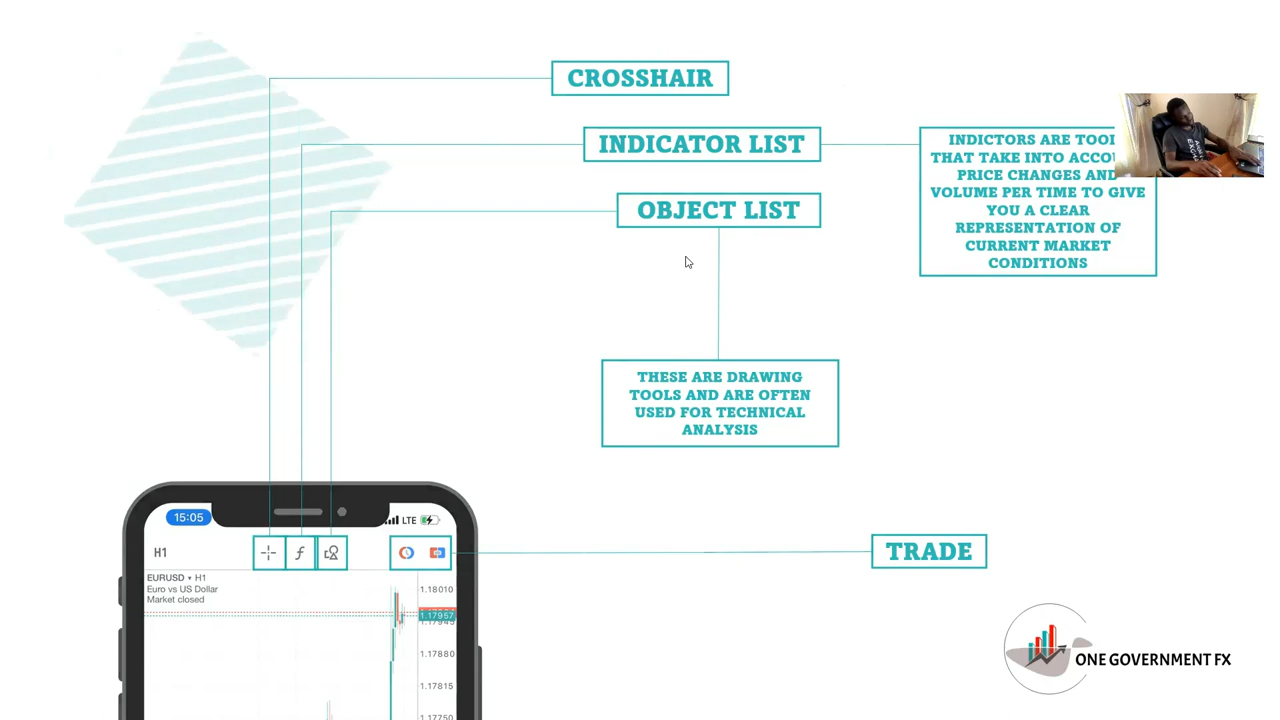 CROSSHAIR
INDICATOR LIST
OBJECT LIST
INDICTORS ARE
THAT TAKE INTO
PRICE CHANGES AND
VOLUME PER TIME TO GIVE
YOU A CLEAR
REPRESENTATION OF
CURRENT MARKET
CONDITIONS
THESE ARE DRAWING
TOOLS AND ARE OFTEN
USED FOR TECHNICAL
ANALYSIS
TRADE
15:05
LTE
H1
EURUSD ▾ H1
Euro vs US Dollar
Market closed
1.18010
1.17957
1.17945
1.17880
1.17815
1.17750
ONE GOVERNMENT FX